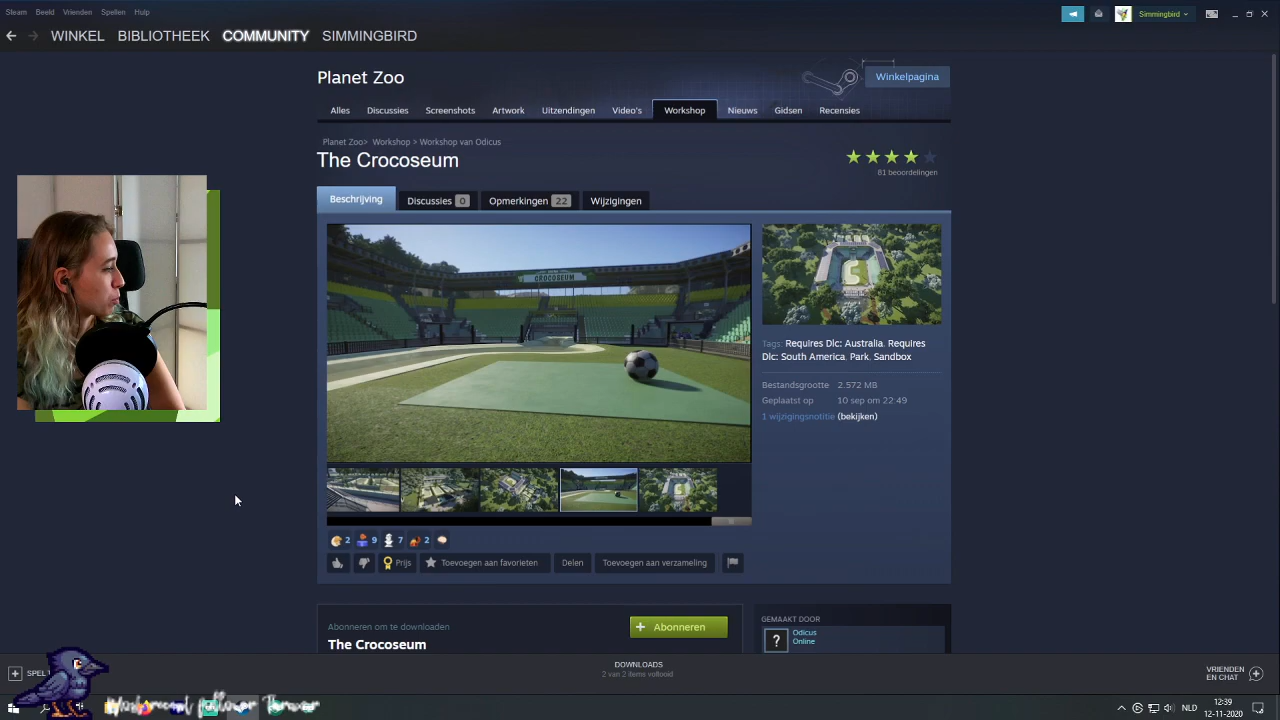 Steam Beeld Vrienden Spellen Hulp
Simmingbird
WINKEL BIBLIOTHEEK COMMUNITY SIMMINGBIRD
Planet Zoo
Winkelpagina
Alles Discussies Screenshots Artwork Uitzendingen Video's Workshop Nieuws Gidsen Recensies
Planet Zoo> Workshop > Workshop van Odicus
The Crocoseum
81 beoordelingen
Beschrijving Discussies 0 Opmerkingen 22 Wijzigingen
CROCOSEUM
Tags: Requires Dlc: Australia, Requires
Dlc: South America, Park, Sandbox
Bestandsgrootte 2.572 MB
Geplaatst op 10 sep om 22:49
1 wijzigingsnotitie (bekijken)
2 9 7 2
Prijs Toevoegen aan favorieten Delen Toevoegen aan verzameling
Abonneren om te downloaden
The Crocoseum
+ Abonneren
GEMAAKT DOOR
? Odicus
Online
SPEL
DOWNLOADS
2 van 2 items voltooid
VRIENDEN
EN CHAT
NLD
12:39
12-11-2020